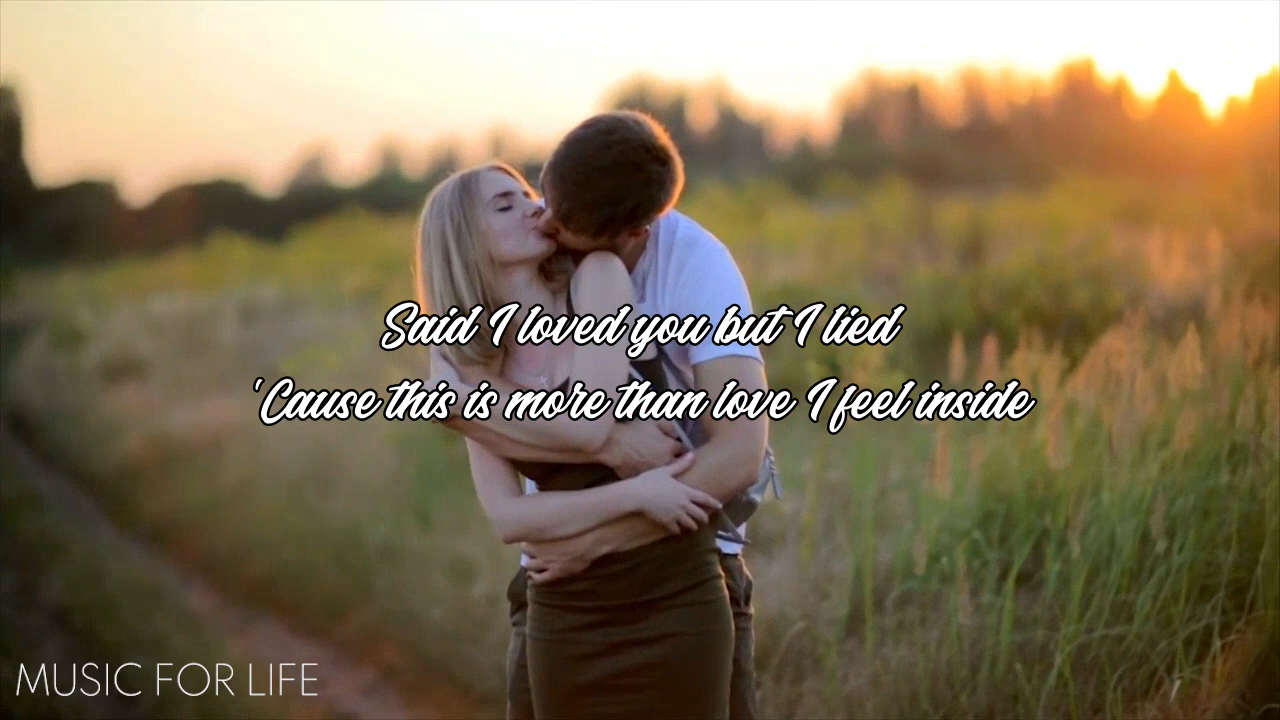 Said I loved you but I lied
'Cause this is more than love I feel inside
MUSIC FOR LIFE